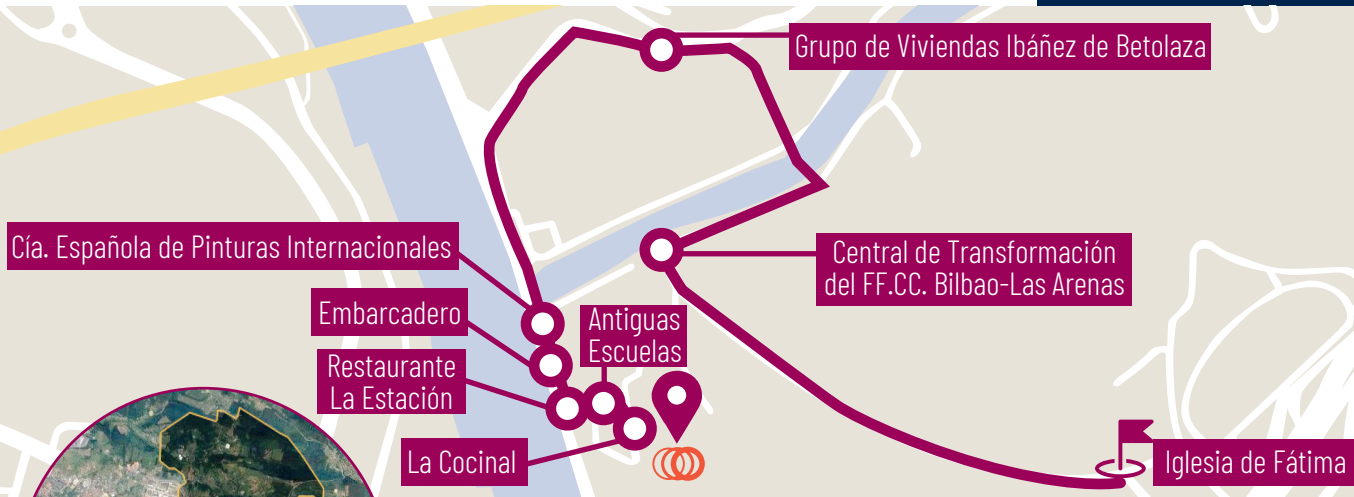 Grupo de Viviendas Ibáñez de Betolaza
Cía. Española de Pinturas Internacionales
Central de Transformación
del FF.CC. Bilbao-Las Arenas
Embarcadero
Antiguas
Escuelas
Restaurante
La Estación
La Cocinal
Iglesia de Fátima